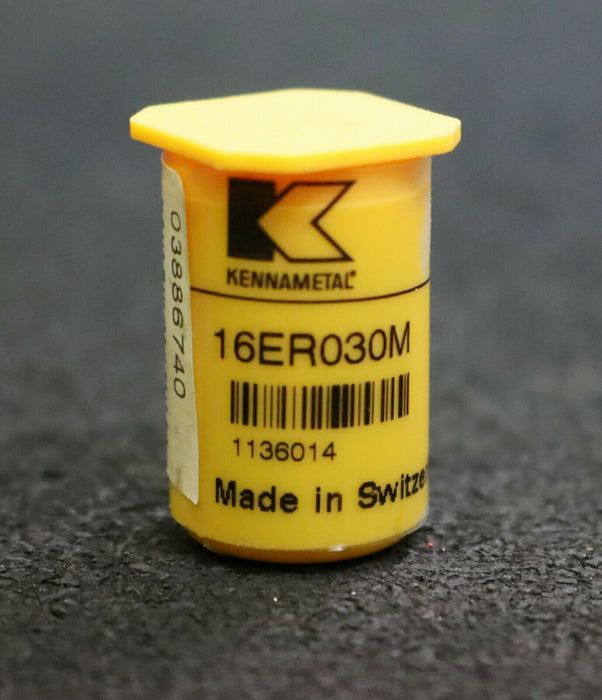 KENNAMETAL®
16ER030M
1136014
Made in Switze
03886740